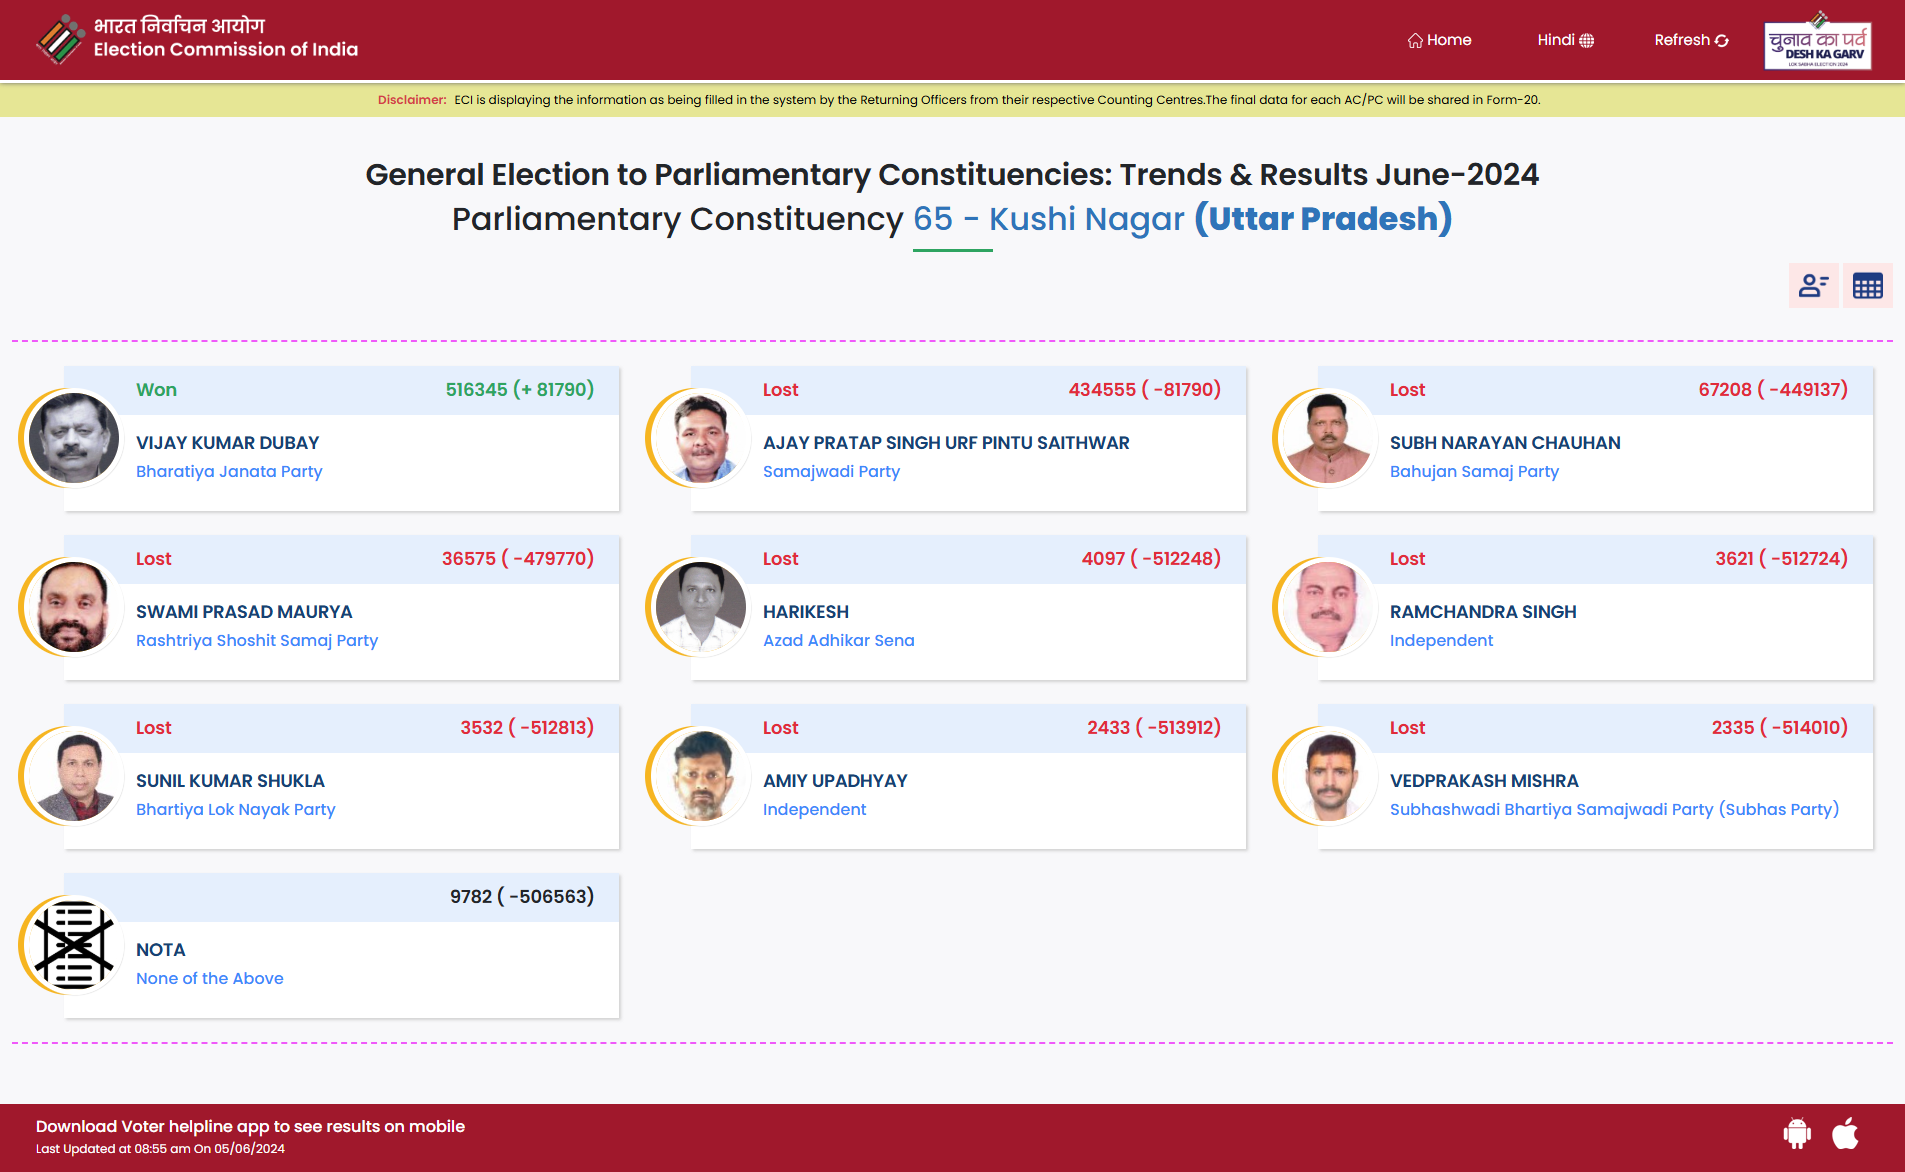 भारत निर्वाचन आयोग
Election Commission of India
Home
Hindi
Refresh
चुनाव का पर्व
DESH KA GARV
LOK SABHA ELECTION 2024
Disclaimer: ECI is displaying the information as being filled in the system by the Returning Officers from their respective Counting Centres.The final data for each AC/PC will be shared in Form-20.
General Election to Parliamentary Constituencies: Trends & Results June-2024
Parliamentary Constituency 65 - Kushi Nagar (Uttar Pradesh)
Won 516345 (+ 81790)
VIJAY KUMAR DUBAY
Bharatiya Janata Party
Lost 434555 ( -81790)
AJAY PRATAP SINGH URF PINTU SAITHWAR
Samajwadi Party
Lost 67208 ( -449137)
SUBH NARAYAN CHAUHAN
Bahujan Samaj Party
Lost 36575 ( -479770)
SWAMI PRASAD MAURYA
Rashtriya Shoshit Samaj Party
Lost 4097 ( -512248)
HARIKESH
Azad Adhikar Sena
Lost 3621 ( -512724)
RAMCHANDRA SINGH
Independent
Lost 3532 ( -512813)
SUNIL KUMAR SHUKLA
Bhartiya Lok Nayak Party
Lost 2433 ( -513912)
AMIY UPADHYAY
Independent
Lost 2335 ( -514010)
VEDPRAKASH MISHRA
Subhashwadi Bhartiya Samajwadi Party (Subhas Party)
9782 ( -506563)
NOTA
None of the Above
Download Voter helpline app to see results on mobile
Last Updated at 08:55 am On 05/06/2024